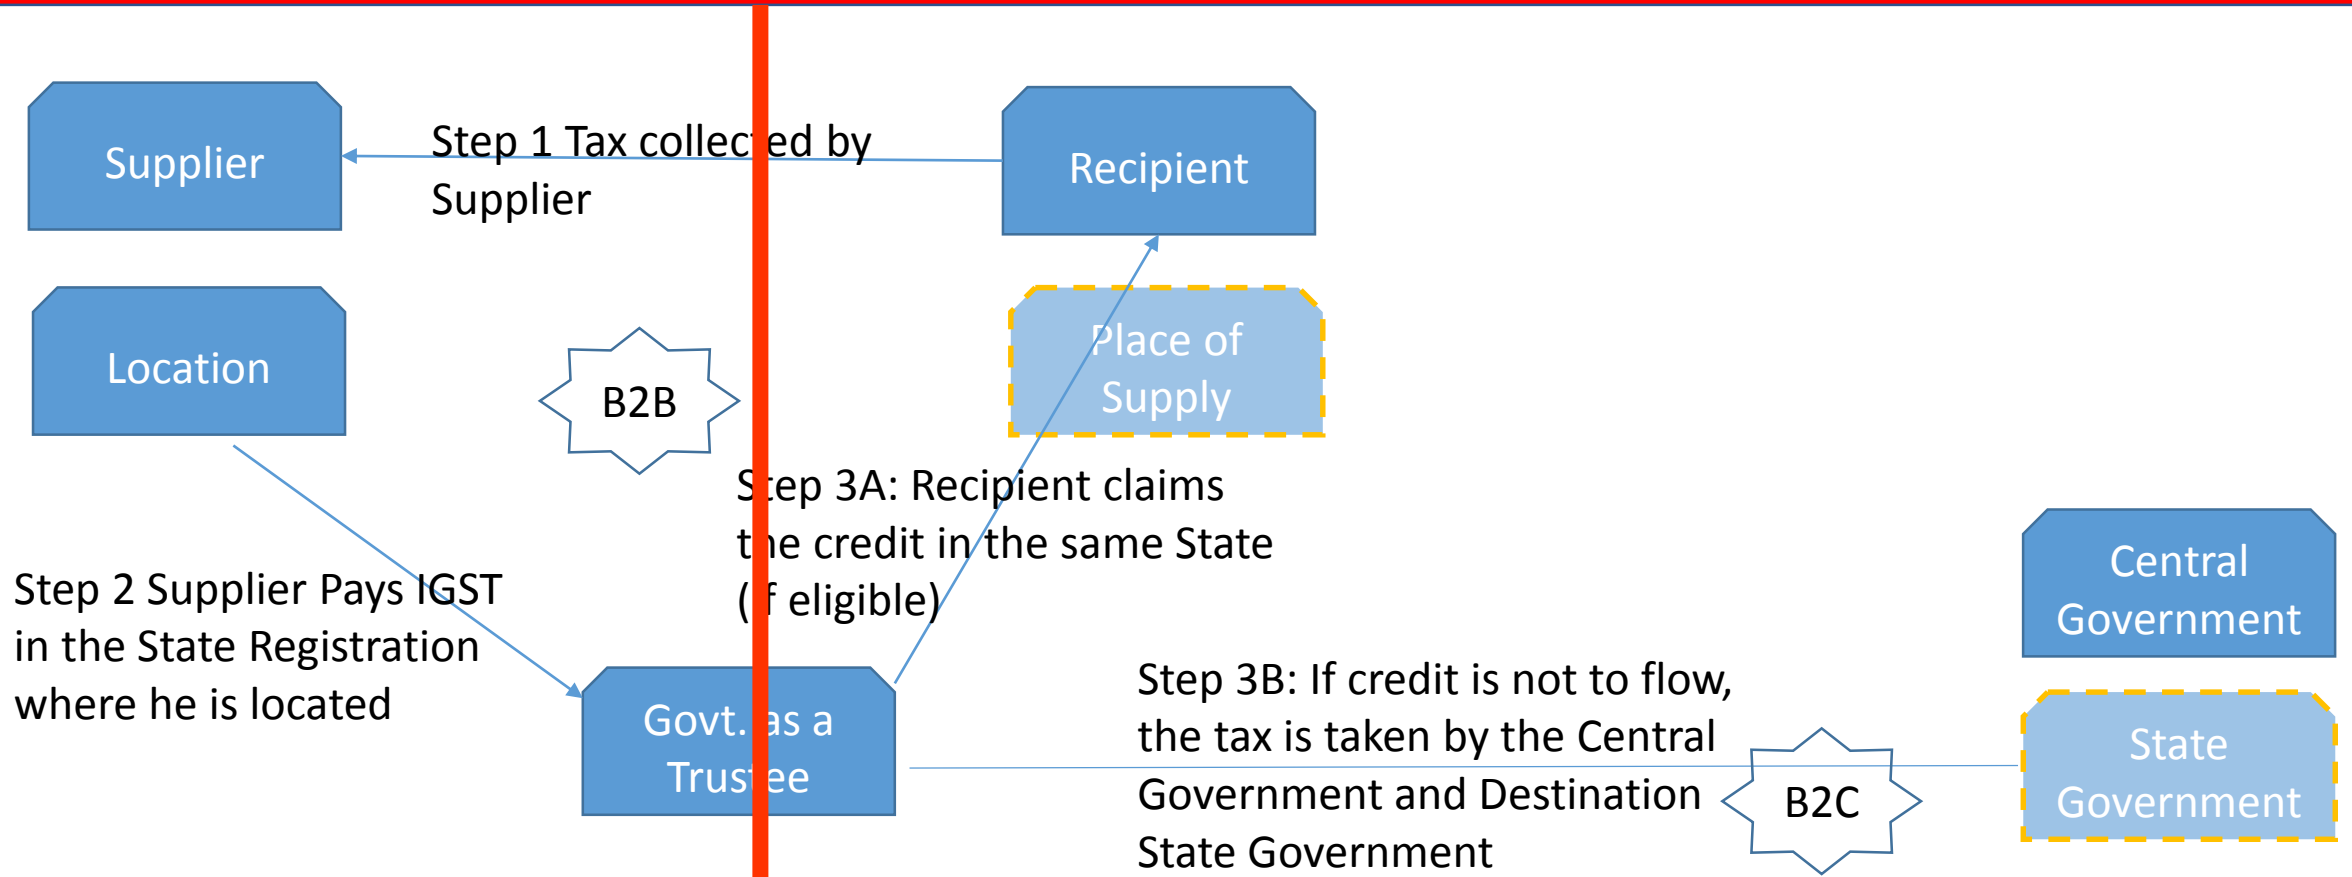 Supplier
Step 1 Tax collected by
Supplier
Recipient
Location
B2B
Place of
Supply
Step 3A: Recipient claims
the credit in the same State
(if eligible)
Step 2 Supplier Pays IGST
in the State Registration
where he is located
Govt. as a
Trustee
Step 3B: If credit is not to flow,
the tax is taken by the Central
Government and Destination
State Government
B2C
Central
Government
State
Government